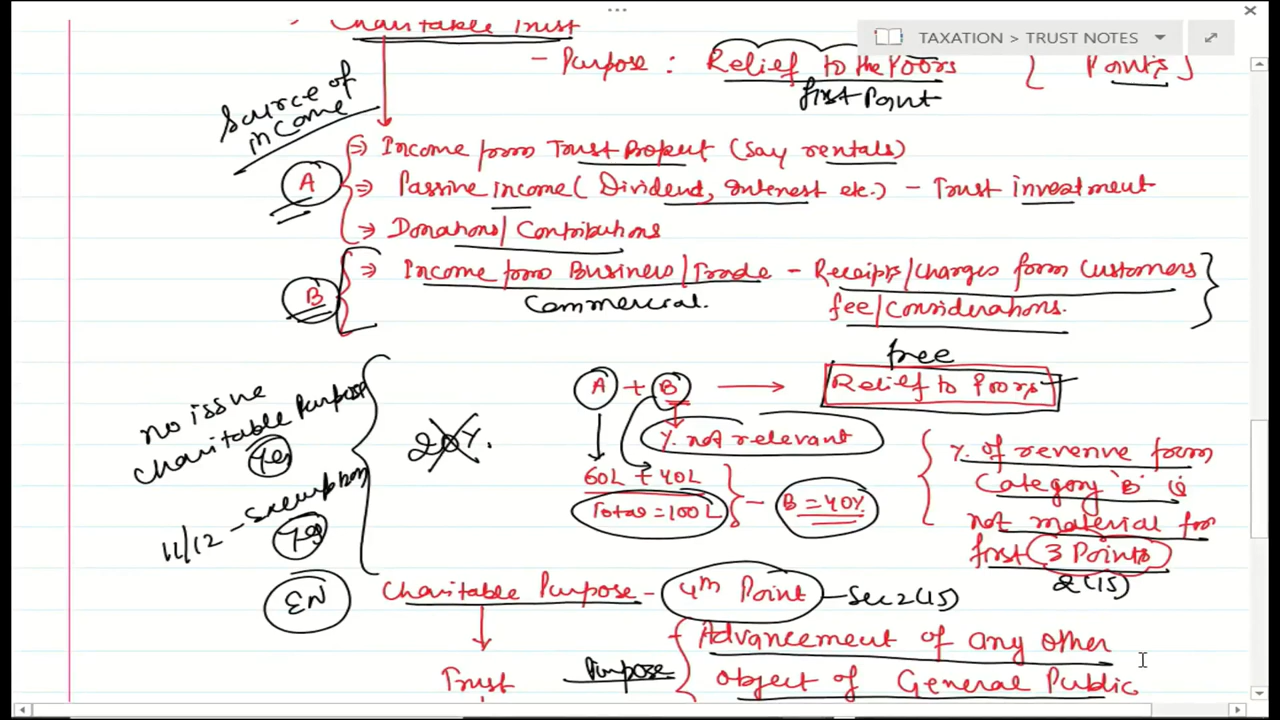 Charitable Trust
TAXATION > TRUST NOTES
- Purpose : Relief to the Poors { Points }
first Point
Source of income
A
⇒ Income from Trust Propert (say rentals)
⇒ Passive income (Dividend, interest etc.) - Trust investment
⇒ Donations/Contributions
B
⇒ Income from Business/Trade - Receipts/charges from customers
Commercial.
fee/Considerations.
free
A + B → Relief to Poors
no issue
Charitable Purpose
Yes
20%.
%. not relevant
%. of revenue from
60L + 40L
Total = 100L } - B = 40%
Category 'B' is
11/12 - Exemption
Yes
not material for
first 3 Points
2(15)
EN
Charitable Purpose - 4th Point - Sec 2(15)
Advancement of any other
Trust
Purpose
object of General Public